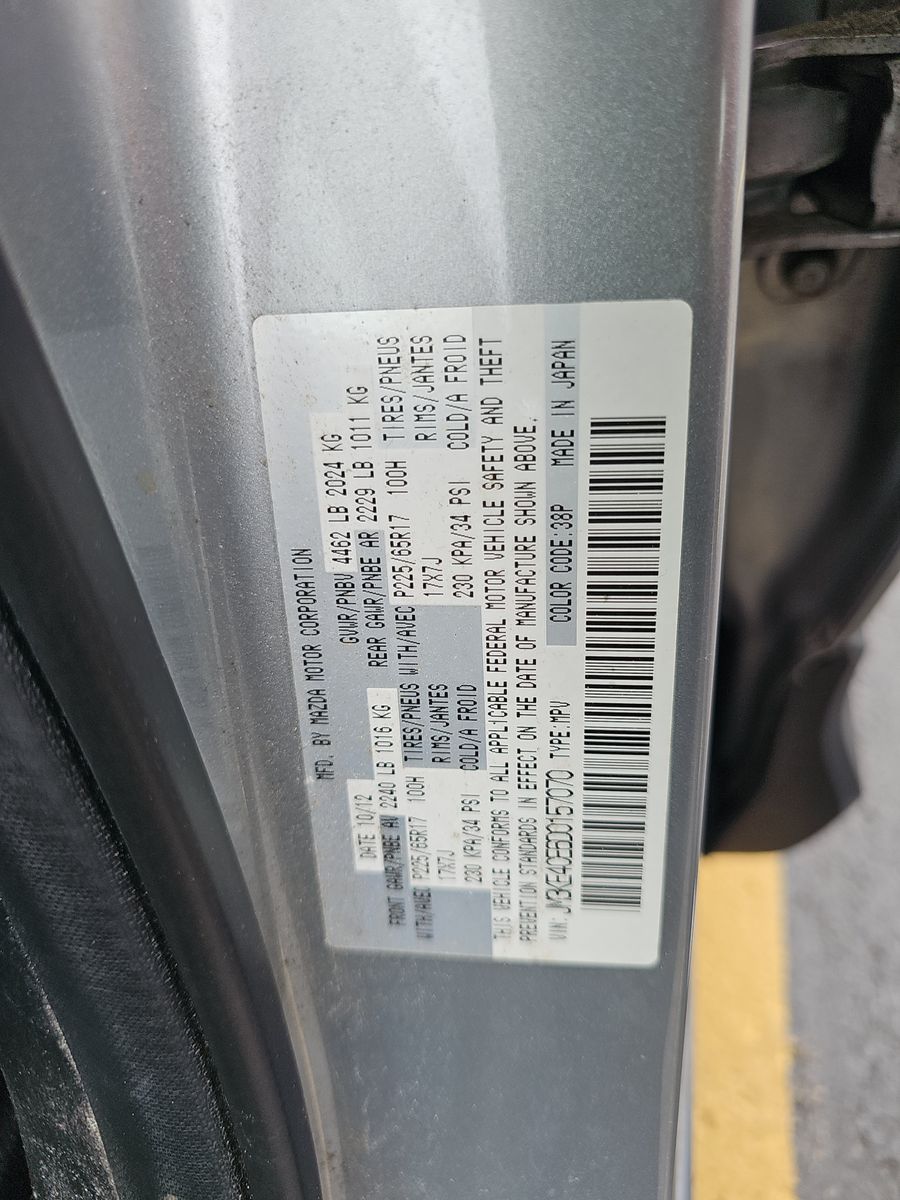 MFD. BY MAZDA MOTOR CORPORATION
DATE 10/12 GVWR/PNBV 4462 LB 2024 KG
FRONT GAWR/PNBE AV 2240 LB 1016 KG REAR GAWR/PNBE AR 2229 LB 1011 KG
WITH/AVEC P225/65R17 100H TIRES/PNEUS WITH/AVEC P225/65R17 100H TIRES/PNEUS
17X7J RIMS/JANTES 17X7J RIMS/JANTES
230 KPA/34 PSI COLD/A FROID 230 KPA/34 PSI COLD/A FROID
THIS VEHICLE CONFORMS TO ALL APPLICABLE FEDERAL MOTOR VEHICLE SAFETY AND THEFT
PREVENTION STANDARDS IN EFFECT ON THE DATE OF MANUFACTURE SHOWN ABOVE.
VIN: JM3KE4CE6D0157070 TYPE:MPV COLOR CODE:38P MADE IN JAPAN